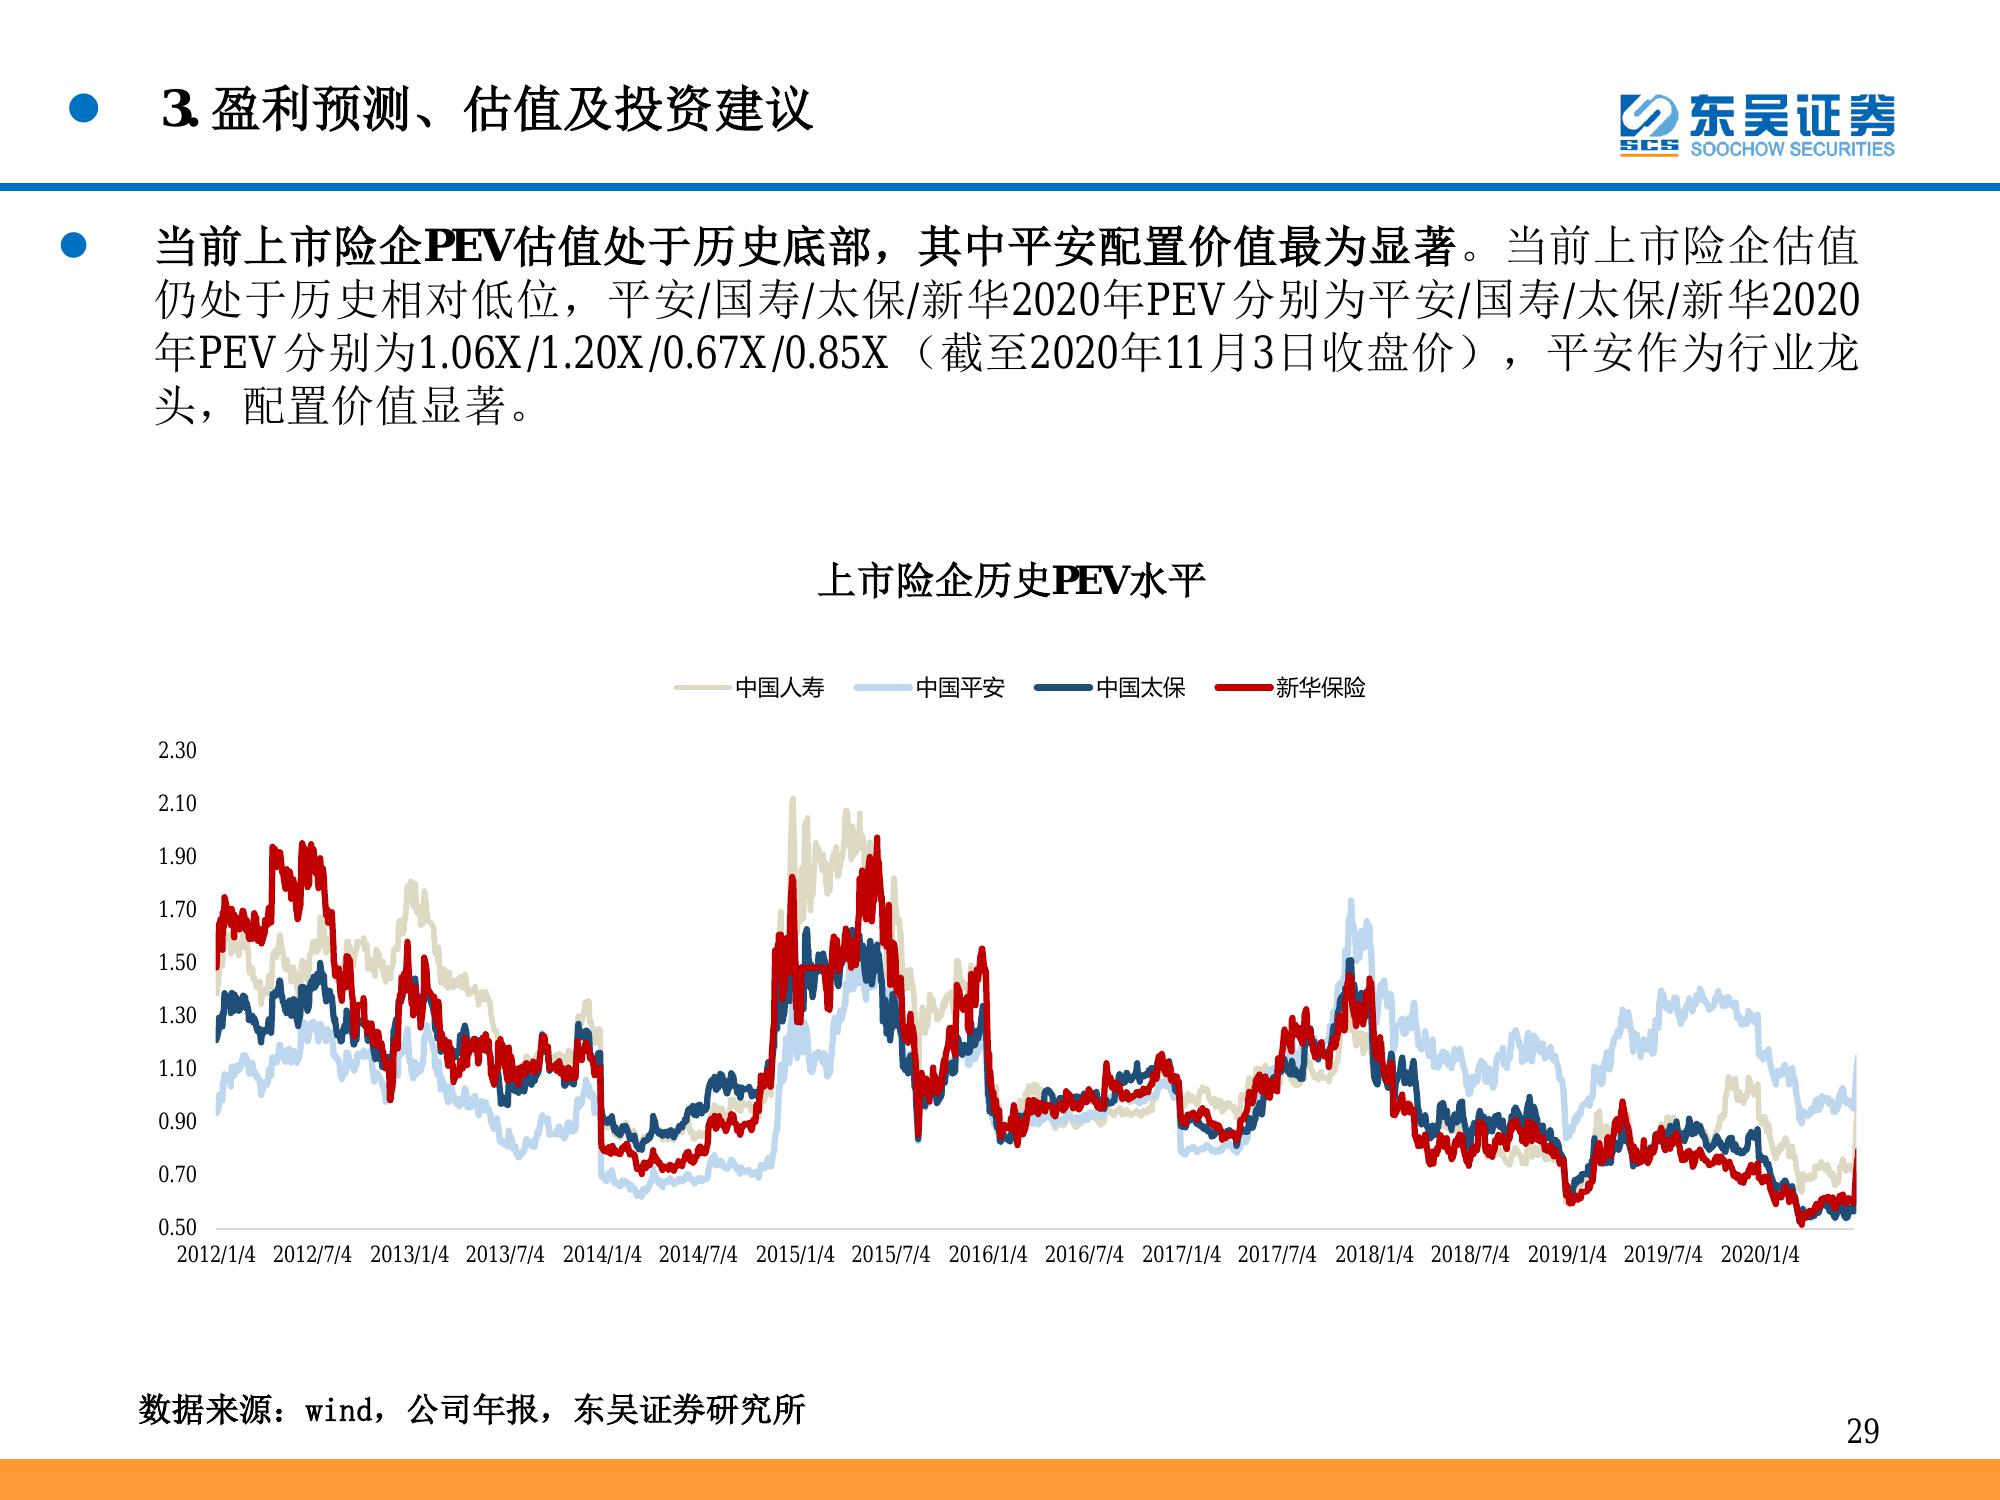 3. 盈利预测、估值及投资建议
东吴证券
SCS
SOOCHOW SECURITIES
当前上市险企PEV估值处于历史底部，其中平安配置价值最为显著。当前上市险企估值
仍处于历史相对低位，平安/国寿/太保/新华2020年PEV分别为平安/国寿/太保/新华2020
年PEV分别为1.06X/1.20X/0.67X/0.85X（截至2020年11月3日收盘价），平安作为行业龙
头，配置价值显著。
上市险企历史PEV水平
中国人寿 中国平安 中国太保 新华保险
2.30
2.10
1.90
1.70
1.50
1.30
1.10
0.90
0.70
0.50
2012/1/4 2012/7/4 2013/1/4 2013/7/4 2014/1/4 2014/7/4 2015/1/4 2015/7/4 2016/1/4 2016/7/4 2017/1/4 2017/7/4 2018/1/4 2018/7/4 2019/1/4 2019/7/4 2020/1/4
数据来源：wind，公司年报，东吴证券研究所
29